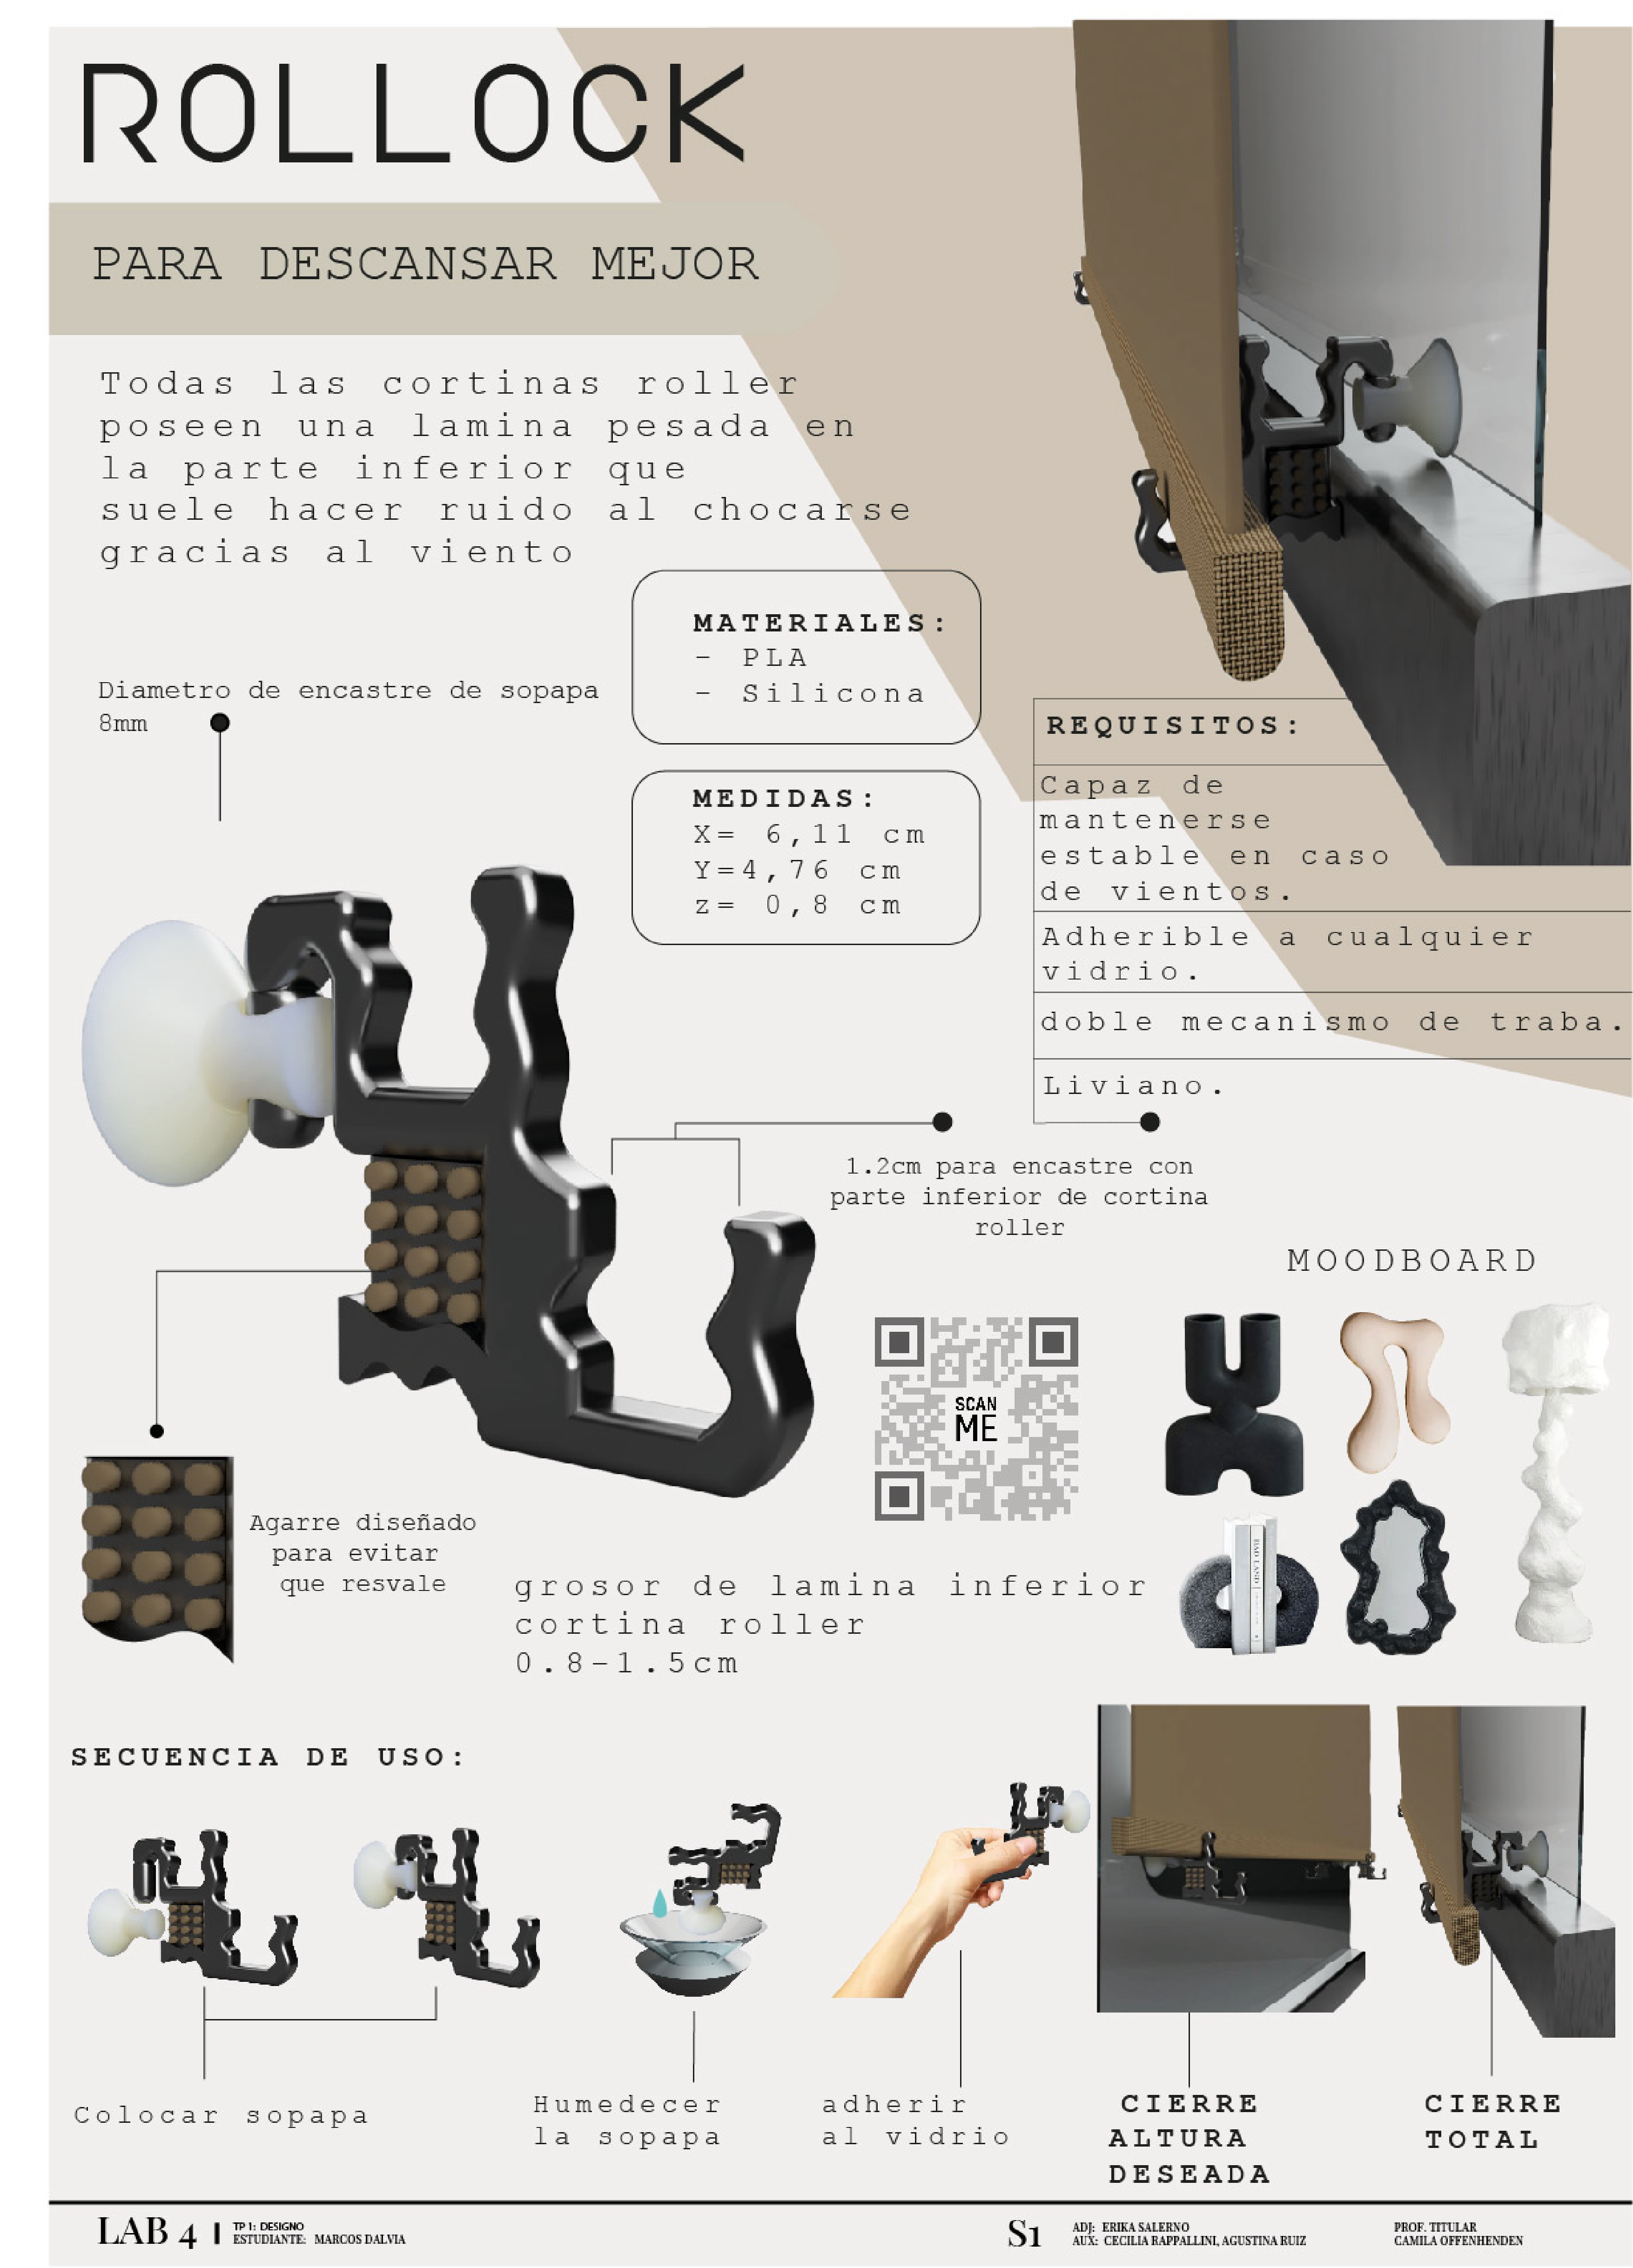 ROLLOCK
PARA DESCANSAR MEJOR
Todas las cortinas roller
poseen una lamina pesada en
la parte inferior que
suele hacer ruido al chocarse
gracias al viento
MATERIALES:
- PLA
- Silicona
Diametro de encastre de sopapa
8mm
MEDIDAS:
X= 6,11 cm
Y=4,76 cm
z= 0,8 cm
REQUISITOS:
Capaz de
mantenerse
estable en caso
de vientos.
Adherible a cualquier
vidrio.
doble mecanismo de traba.
Liviano.
1.2cm para encastre con
parte inferior de cortina
roller
MOODBOARD
SCAN
ME
Agarre diseñado
para evitar
que resvale
grosor de lamina inferior
cortina roller
0.8-1.5cm
SECUENCIA DE USO:
Colocar sopapa
Humedecer
la sopapa
adherir
al vidrio
CIERRE
ALTURA
DESEADA
CIERRE
TOTAL
LAB 4
TP 1: DESIGNO
ESTUDIANTE: MARCOS DALVIA
S1
ADJ: ERIKA SALERNO
AUX: CECILIA RAPPALLINI, AGUSTINA RUIZ
PROF. TITULAR
CAMILA OFFENHENDEN